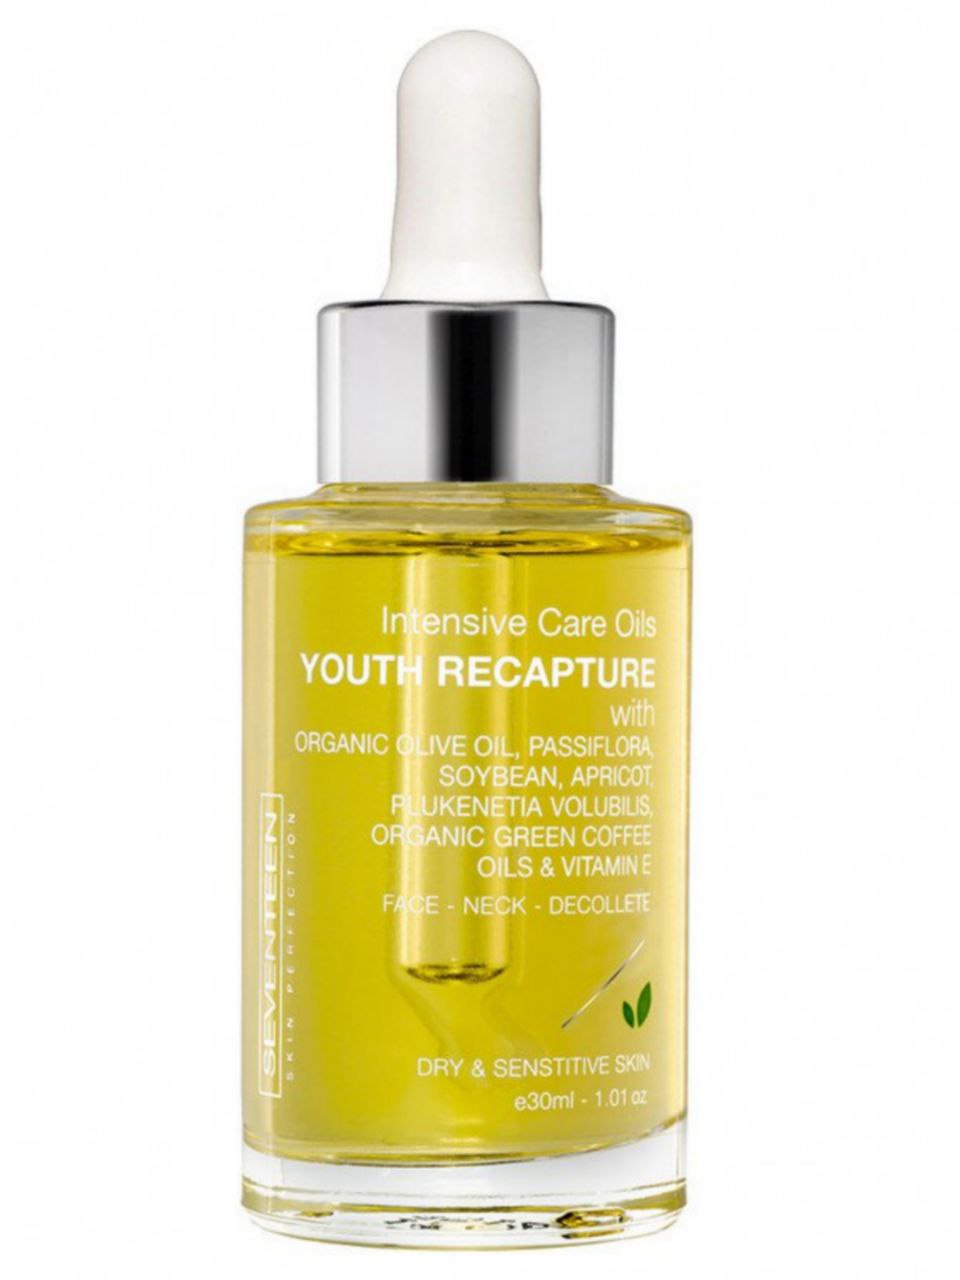 Intensive Care Oils
YOUTH RECAPTURE
with
ORGANIC OLIVE OIL, PASSIFLORA,
SOYBEAN, APRICOT,
PLUKENETIA VOLUBILIS,
ORGANIC GREEN COFFEE
OILS & VITAMIN E
FACE - NECK - DECOLLETE
DRY & SENSTITIVE SKIN
e30ml - 1.01 oz
SEVENTEEN
SKIN PERFECTION